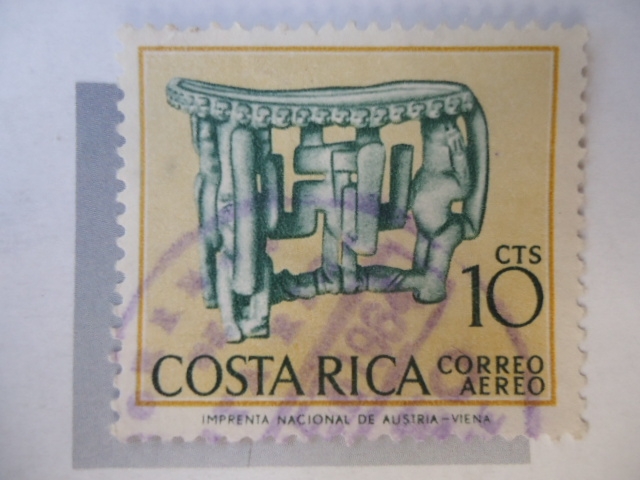 CTS
10
COSTA RICA CORREO
AEREO
IMPRENTA NACIONAL DE AUSTRIA-VIENA